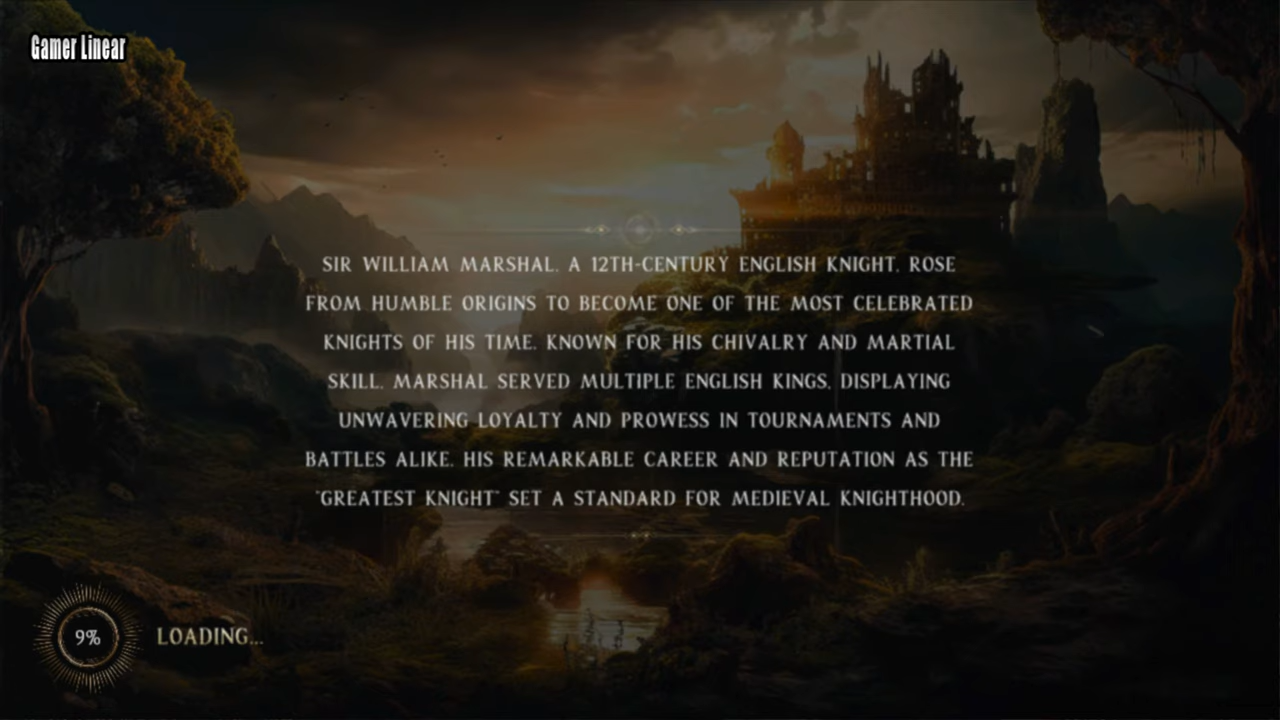 Gamer Linear
SIR WILLIAM MARSHAL, A 12TH-CENTURY ENGLISH KNIGHT, ROSE
FROM HUMBLE ORIGINS TO BECOME ONE OF THE MOST CELEBRATED
KNIGHTS OF HIS TIME. KNOWN FOR HIS CHIVALRY AND MARTIAL
SKILL, MARSHAL SERVED MULTIPLE ENGLISH KINGS, DISPLAYING
UNWAVERING LOYALTY AND PROWESS IN TOURNAMENTS AND
BATTLES ALIKE. HIS REMARKABLE CAREER AND REPUTATION AS THE
"GREATEST KNIGHT" SET A STANDARD FOR MEDIEVAL KNIGHTHOOD.
9%
LOADING...